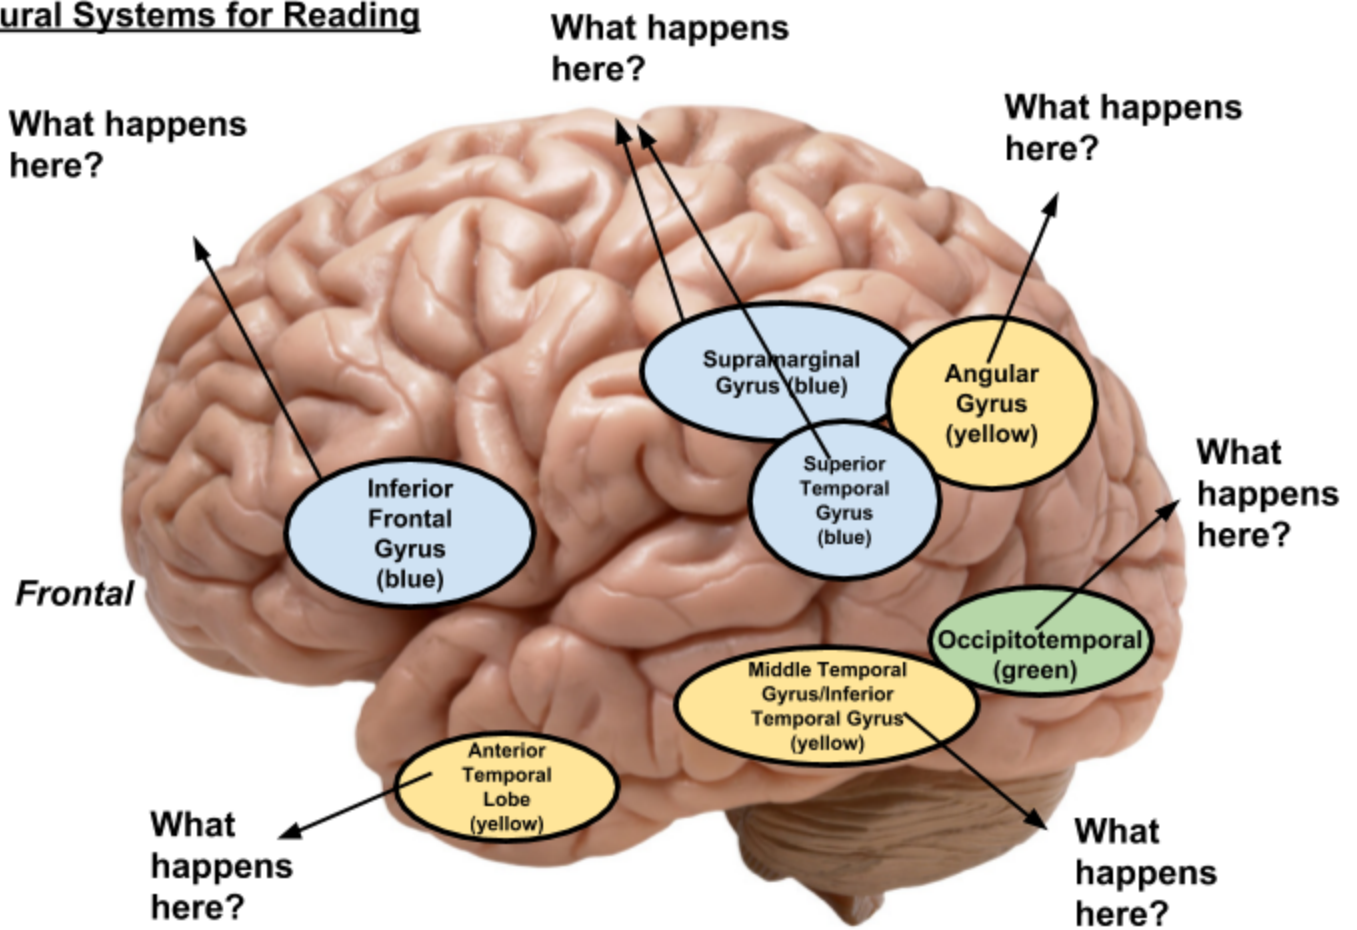 ural Systems for Reading
What happens
here?
What happens
here?
What happens
here?
Supramarginal
Gyrus (blue)
Angular
Gyrus
(yellow)
Superior
Temporal
Gyrus
(blue)
What
happens
here?
Inferior
Frontal
Gyrus
(blue)
Frontal
Occipitotemporal
(green)
Middle Temporal
Gyrus/Inferior
Temporal Gyrus
(yellow)
Anterior
Temporal
Lobe
(yellow)
What
happens
here?
What
happens
here?